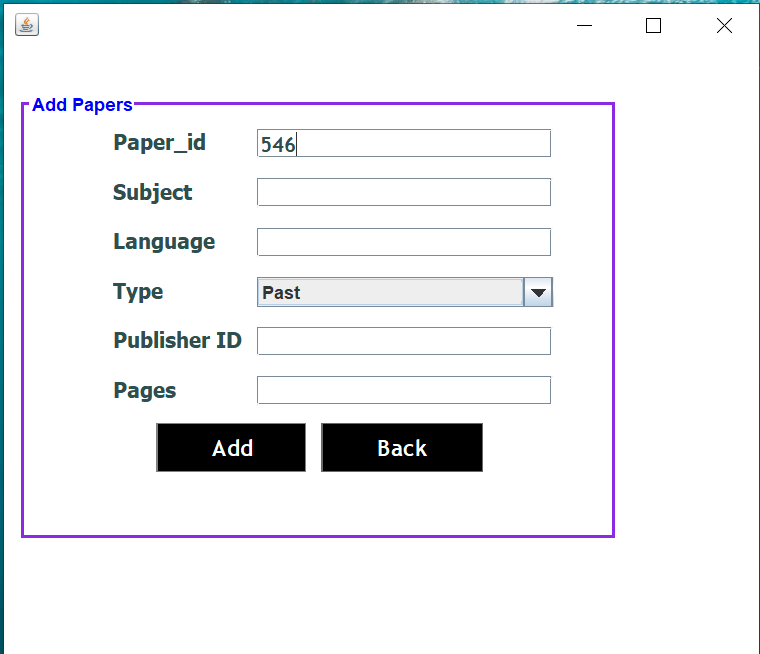 Add Papers
Paper_id 546
Subject
Language
Type Past
Publisher ID
Pages
Add Back